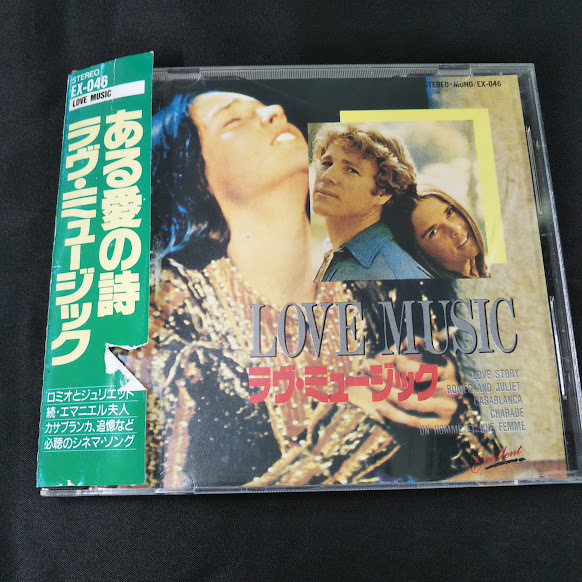 STEREO
EX-046
LOVE MUSIC
ある愛の詩
ラヴ・ミュージック
ロミオとジュリエット
続・エマニエル夫人
カサブランカ、追憶など
必聴のシネマ・ソング
STEREO・MONO/EX-046
LOVE MUSIC
ラヴ・ミュージック
LOVE STORY
ROMEO AND JULIET
CASABLANCA
CHARADE
UN HOMME ET UNE FEMME
Excellent